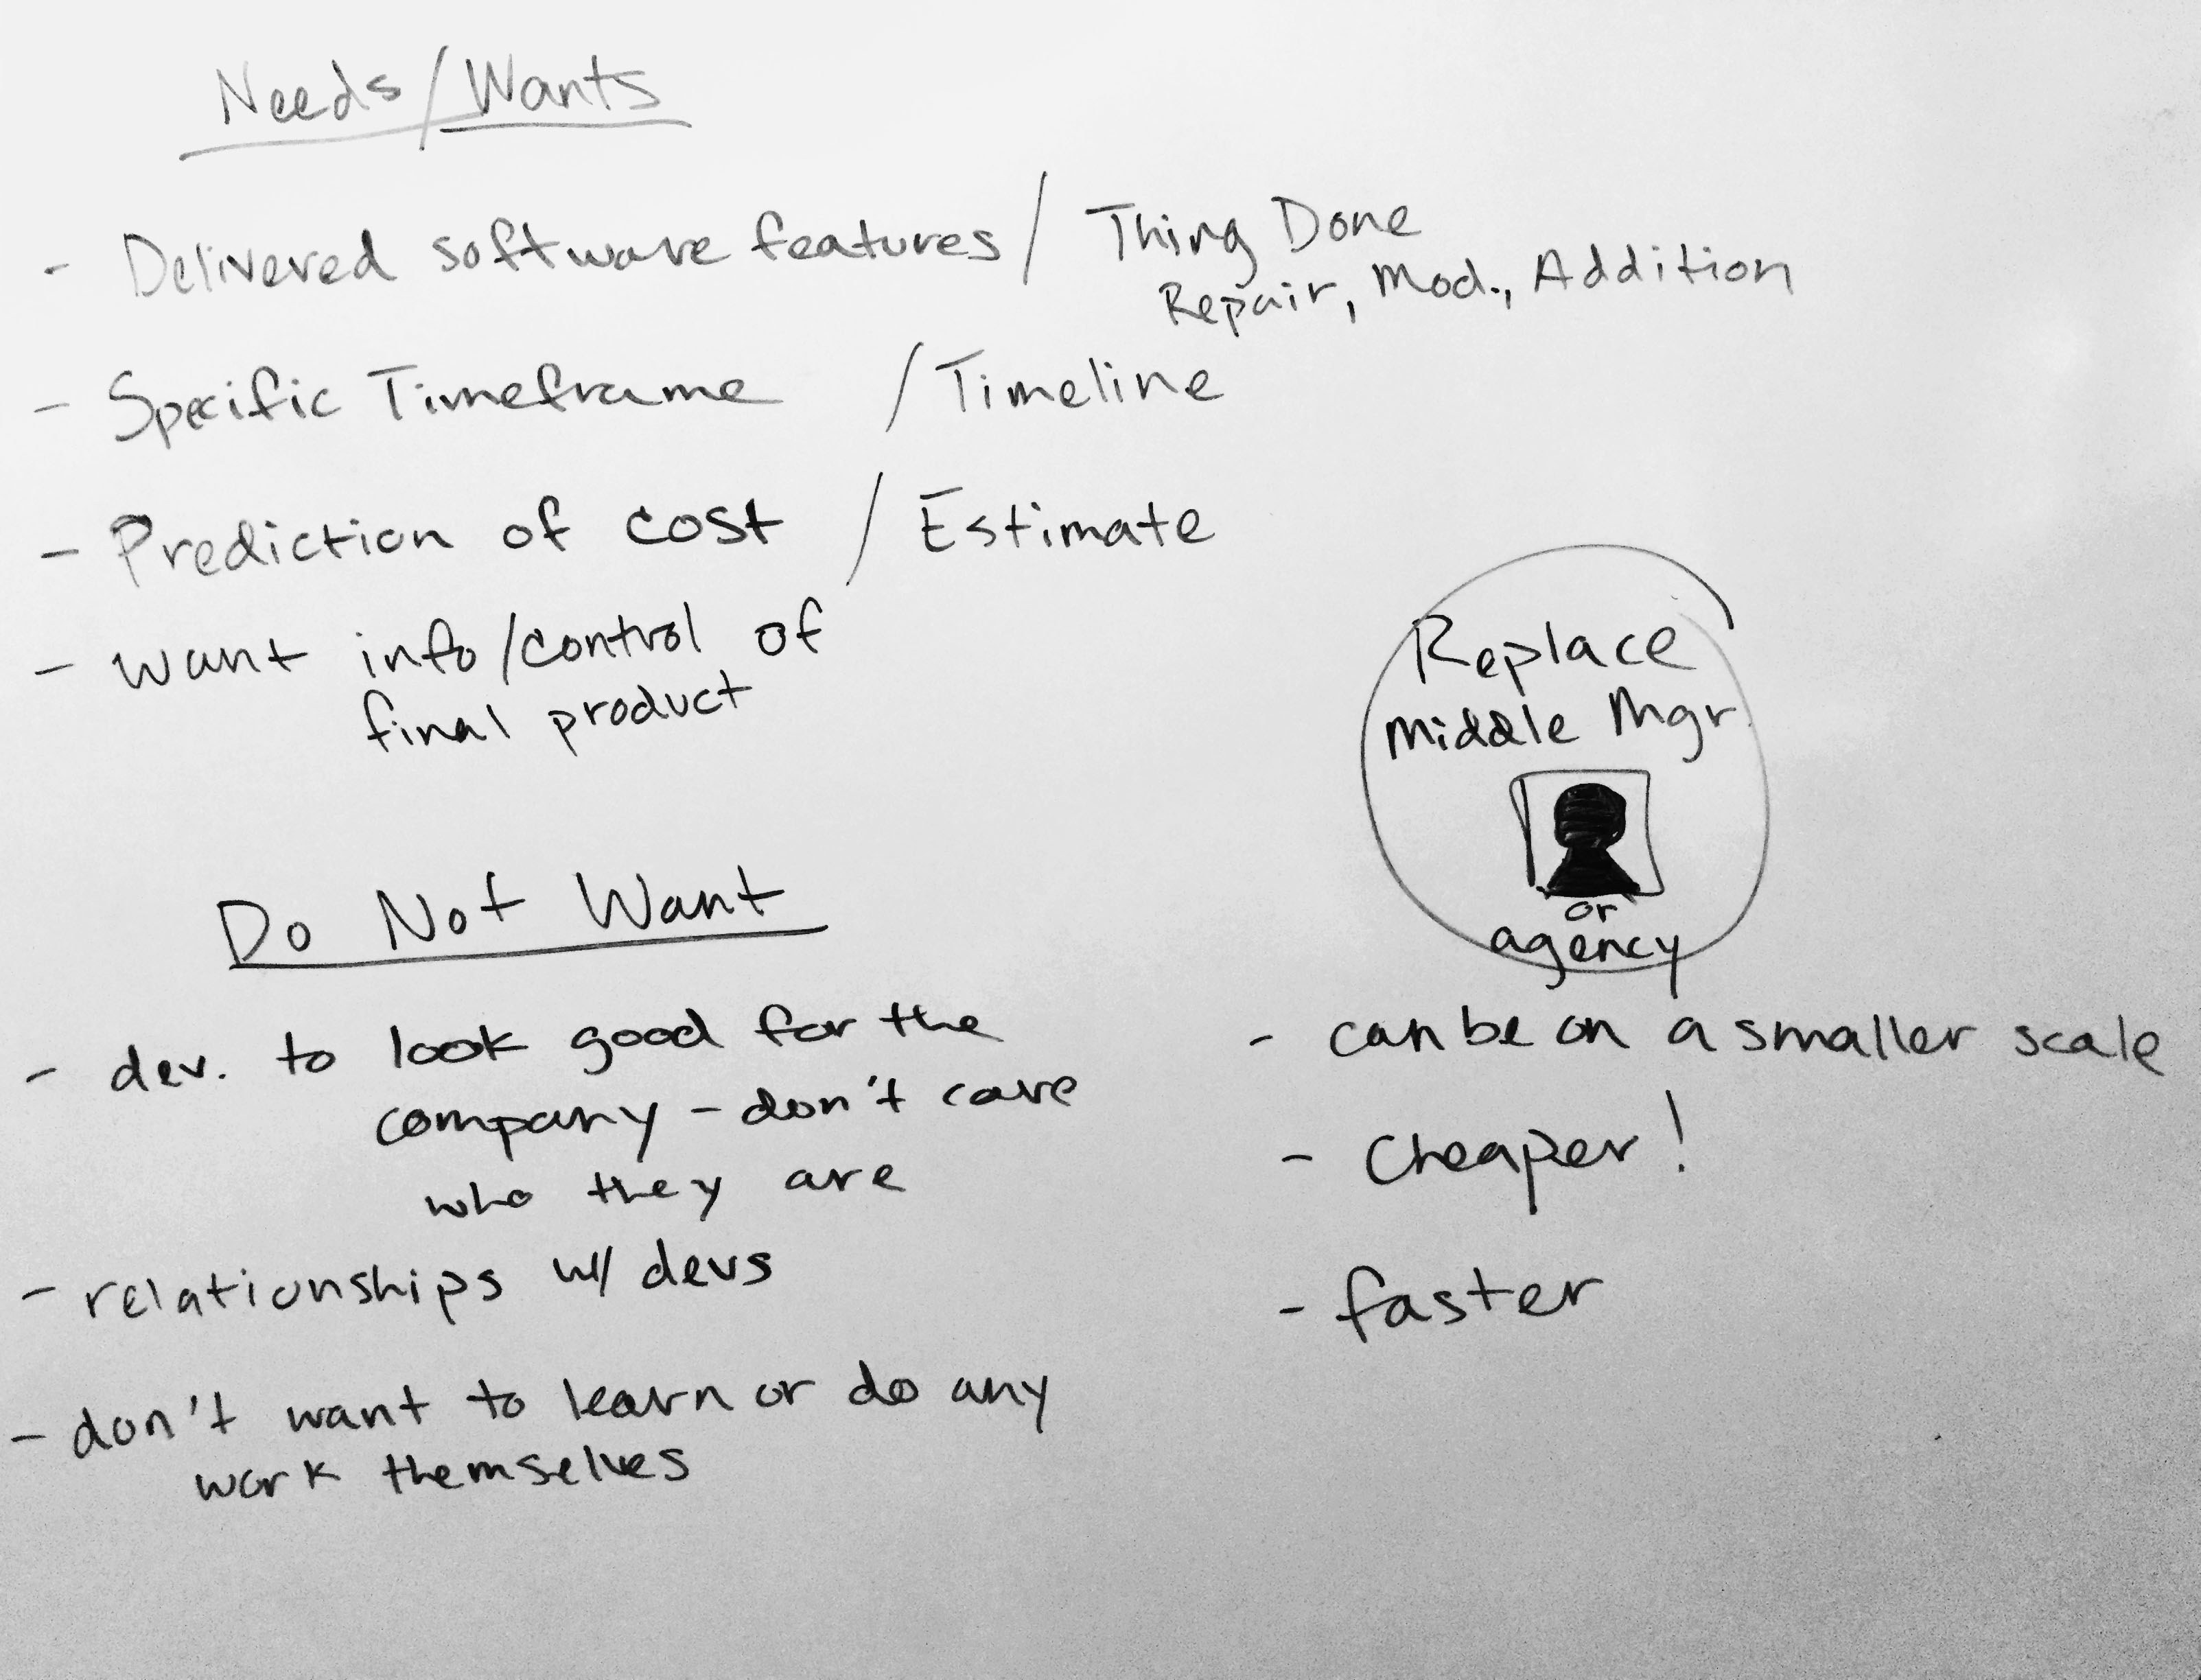 Needs/Wants
- Delivered software features / Thing Done
Repair, Mod., Addition
- Specific Timeframe / Timeline
- Prediction of cost / Estimate
- want info/control of
final product
Do Not Want
- dev. to look good for the
company - don't care
who they are
- relationships w/ devs
- don't want to learn or do any
work themselves
Replace
Middle Mgr.
or
agency
- can be on a smaller scale
- Cheaper!
- faster